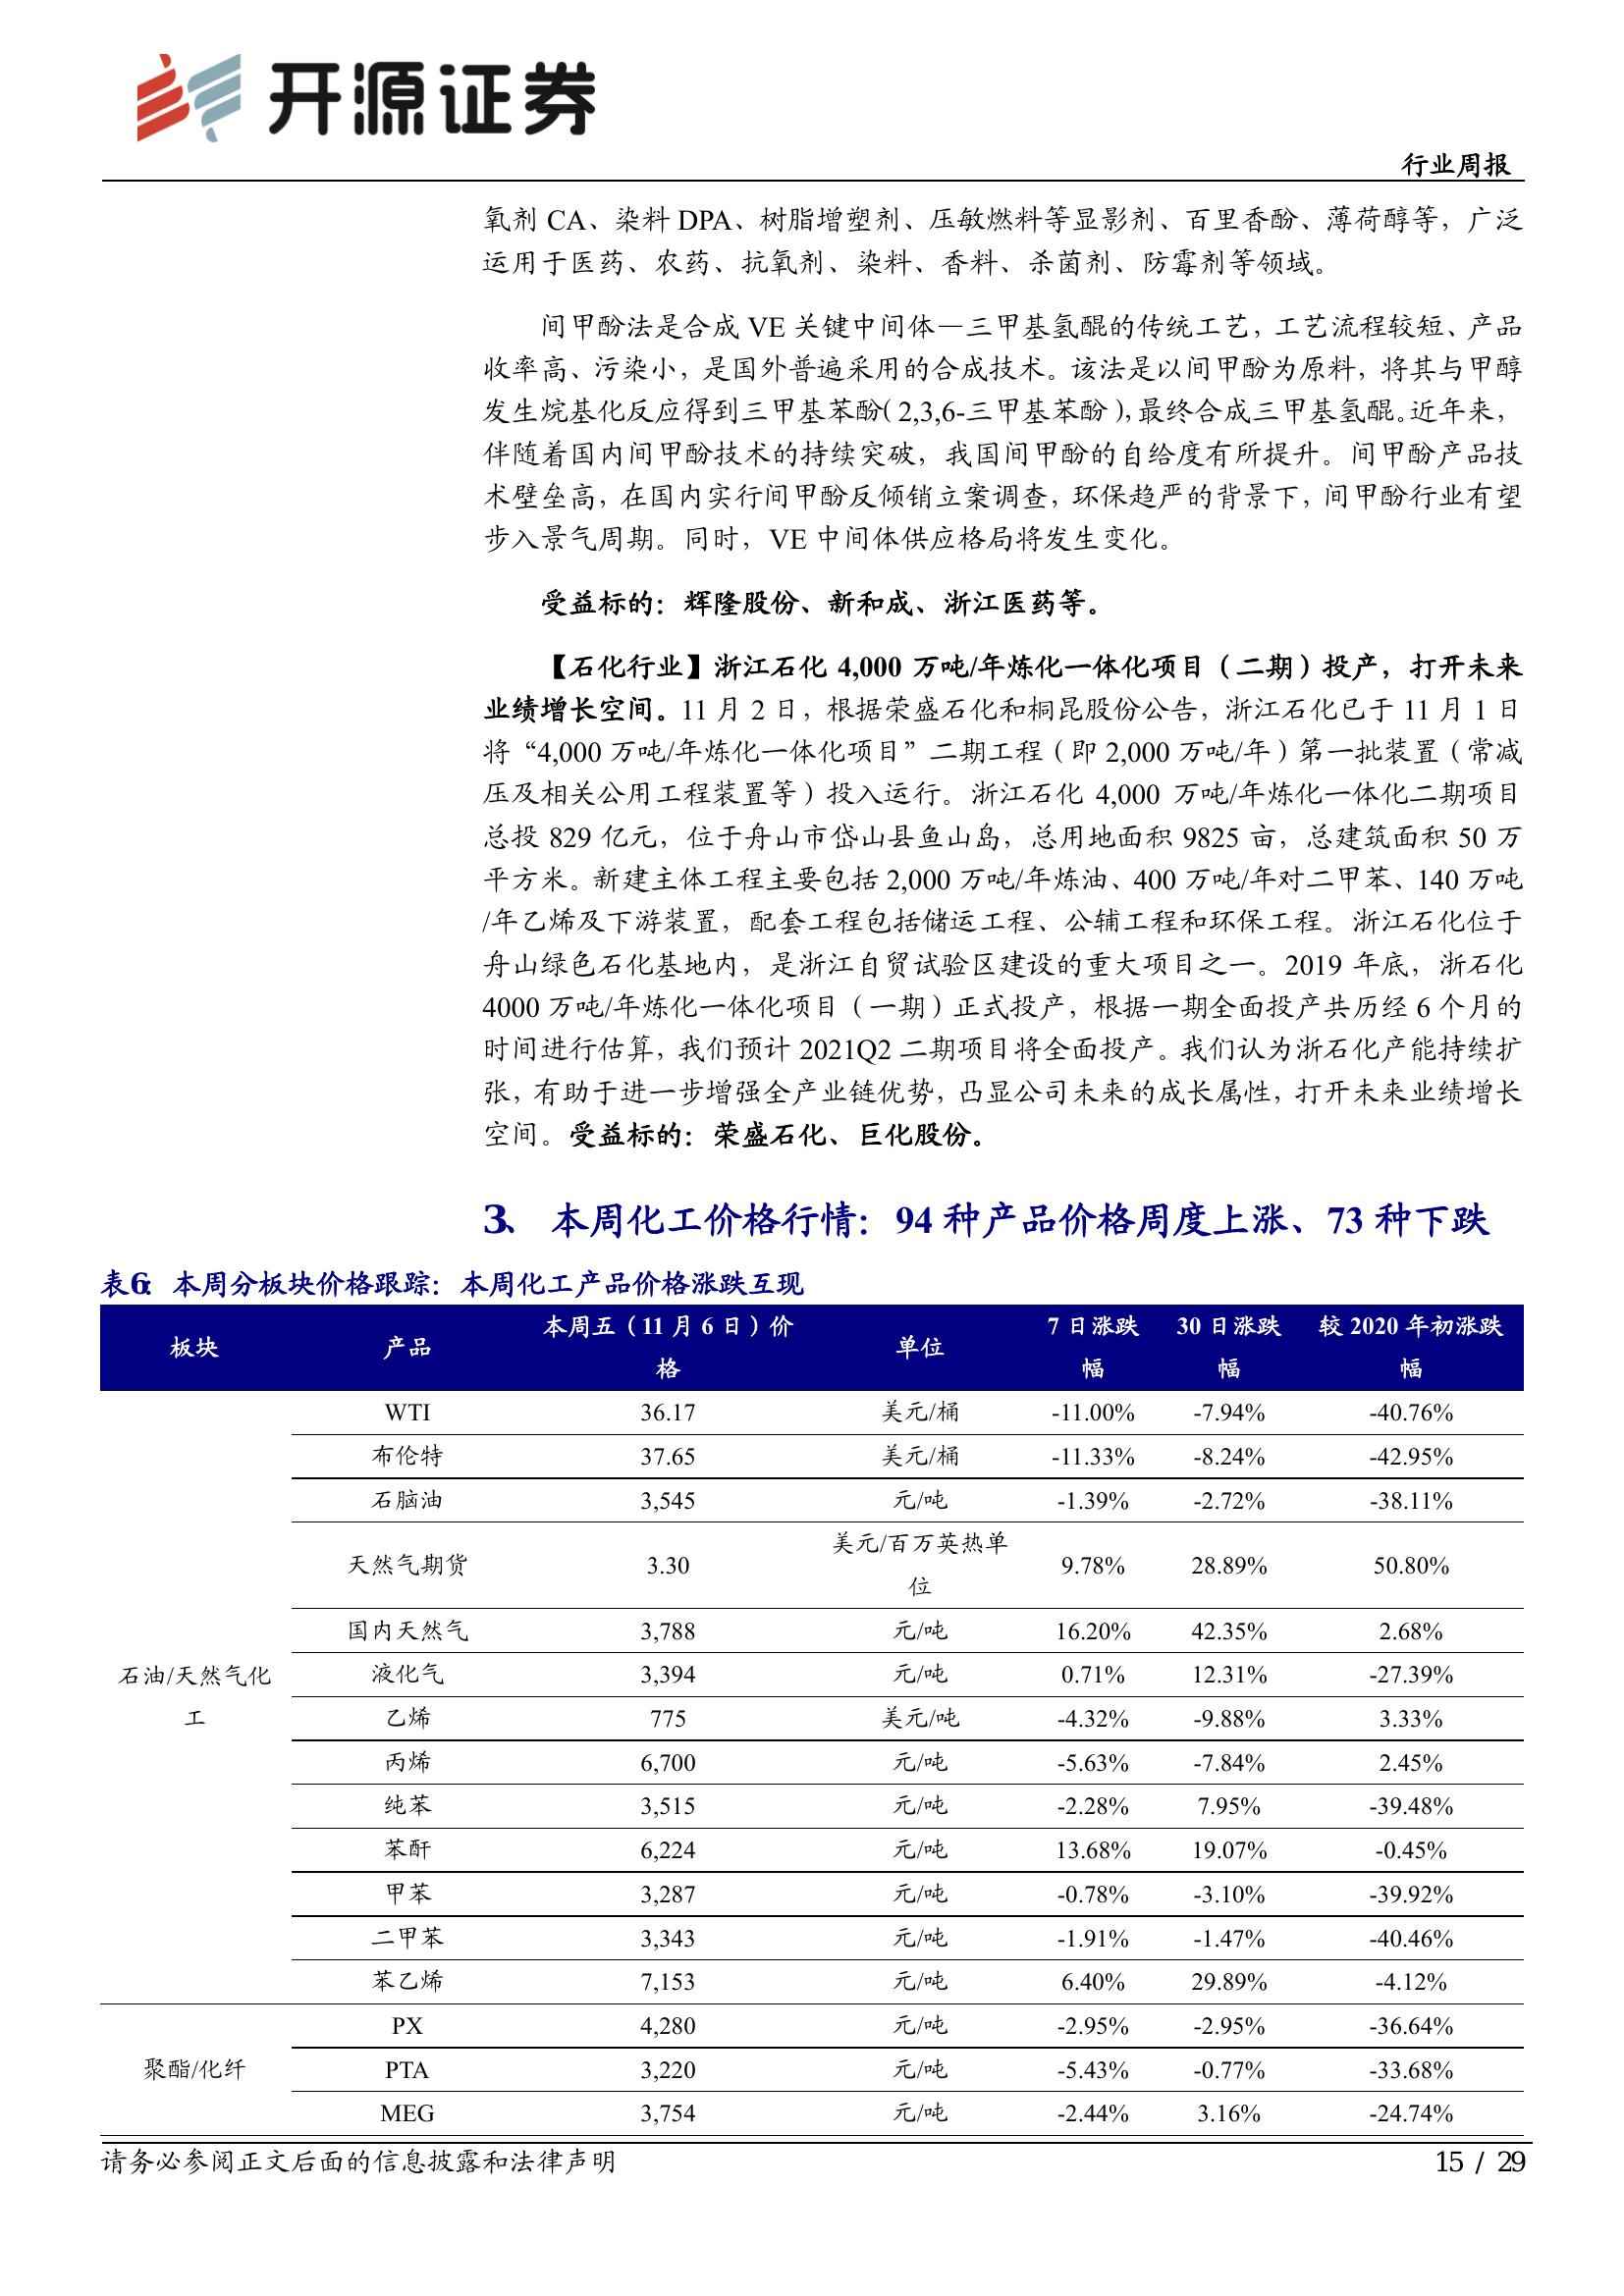 开源证券
行业周报
氧剂 CA、染料 DPA、树脂增塑剂、压敏燃料等显影剂、百里香酚、薄荷醇等，广泛
运用于医药、农药、抗氧剂、染料、香料、杀菌剂、防霉剂等领域。
间甲酚法是合成 VE 关键中间体—三甲基氢醌的传统工艺，工艺流程较短、产品
收率高、污染小，是国外普遍采用的合成技术。该法是以间甲酚为原料，将其与甲醇
发生烷基化反应得到三甲基苯酚（2,3,6-三甲基苯酚），最终合成三甲基氢醌。近年来，
伴随着国内间甲酚技术的持续突破，我国间甲酚的自给度有所提升。间甲酚产品技
术壁垒高，在国内实行间甲酚反倾销立案调查，环保趋严的背景下，间甲酚行业有望
步入景气周期。同时，VE 中间体供应格局将发生变化。
受益标的：辉隆股份、新和成、浙江医药等。
【石化行业】浙江石化 4,000 万吨/年炼化一体化项目（二期）投产，打开未来
业绩增长空间。11 月 2 日，根据荣盛石化和桐昆股份公告，浙江石化已于 11 月 1 日
将“4,000 万吨/年炼化一体化项目”二期工程（即 2,000 万吨/年）第一批装置（常减
压及相关公用工程装置等）投入运行。浙江石化 4,000 万吨/年炼化一体化二期项目
总投 829 亿元，位于舟山市岱山县鱼山岛，总用地面积 9825 亩，总建筑面积 50 万
平方米。新建主体工程主要包括 2,000 万吨/年炼油、400 万吨/年对二甲苯、140 万吨
/年乙烯及下游装置，配套工程包括储运工程、公辅工程和环保工程。浙江石化位于
舟山绿色石化基地内，是浙江自贸试验区建设的重大项目之一。2019 年底，浙石化
4000 万吨/年炼化一体化项目（一期）正式投产，根据一期全面投产共历经 6 个月的
时间进行估算，我们预计 2021Q2 二期项目将全面投产。我们认为浙石化产能持续扩
张，有助于进一步增强全产业链优势，凸显公司未来的成长属性，打开未来业绩增长
空间。受益标的：荣盛石化、巨化股份。
3、 本周化工价格行情：94 种产品价格周度上涨、73 种下跌
表6： 本周分板块价格跟踪：本周化工产品价格涨跌互现
板块 产品 本周五（11 月 6 日）价格 单位 7 日涨跌幅 30 日涨跌幅 较 2020 年初涨跌幅
WTI 36.17 美元/桶 -11.00% -7.94% -40.76%
布伦特 37.65 美元/桶 -11.33% -8.24% -42.95%
石脑油 3,545 元/吨 -1.39% -2.72% -38.11%
天然气期货 3.30 美元/百万英热单位 9.78% 28.89% 50.80%
国内天然气 3,788 元/吨 16.20% 42.35% 2.68%
石油/天然气化工 液化气 3,394 元/吨 0.71% 12.31% -27.39%
乙烯 775 美元/吨 -4.32% -9.88% 3.33%
丙烯 6,700 元/吨 -5.63% -7.84% 2.45%
纯苯 3,515 元/吨 -2.28% 7.95% -39.48%
苯酐 6,224 元/吨 13.68% 19.07% -0.45%
甲苯 3,287 元/吨 -0.78% -3.10% -39.92%
二甲苯 3,343 元/吨 -1.91% -1.47% -40.46%
苯乙烯 7,153 元/吨 6.40% 29.89% -4.12%
PX 4,280 元/吨 -2.95% -2.95% -36.64%
聚酯/化纤 PTA 3,220 元/吨 -5.43% -0.77% -33.68%
MEG 3,754 元/吨 -2.44% 3.16% -24.74%
请务必参阅正文后面的信息披露和法律声明 15 / 29